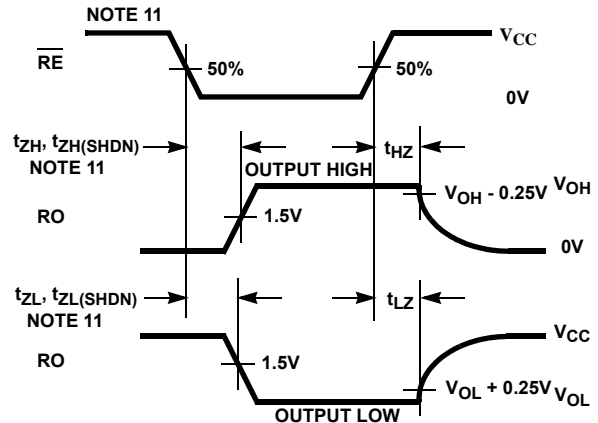 NOTE 11
RE
50%
50%
VCC
0V
tZH, tZH(SHDN)
NOTE 11
OUTPUT HIGH
tHZ
RO
1.5V
VOH - 0.25V
VOH
0V
tZL, tZL(SHDN)
NOTE 11
tLZ
RO
1.5V
VCC
VOL + 0.25V
VOL
OUTPUT LOW